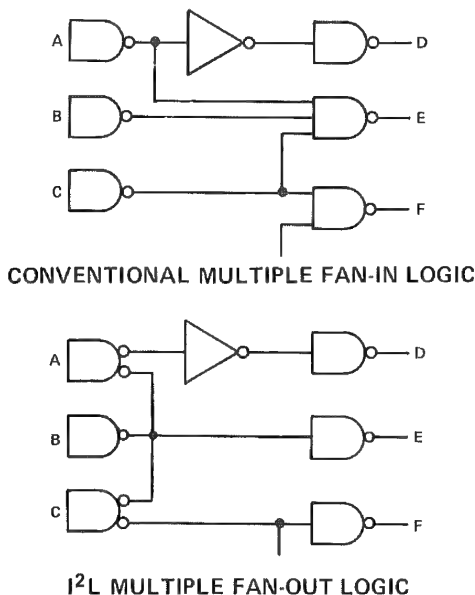 A
D
B
E
C
F
CONVENTIONAL MULTIPLE FAN-IN LOGIC
A
D
B
E
C
F
I²L MULTIPLE FAN-OUT LOGIC